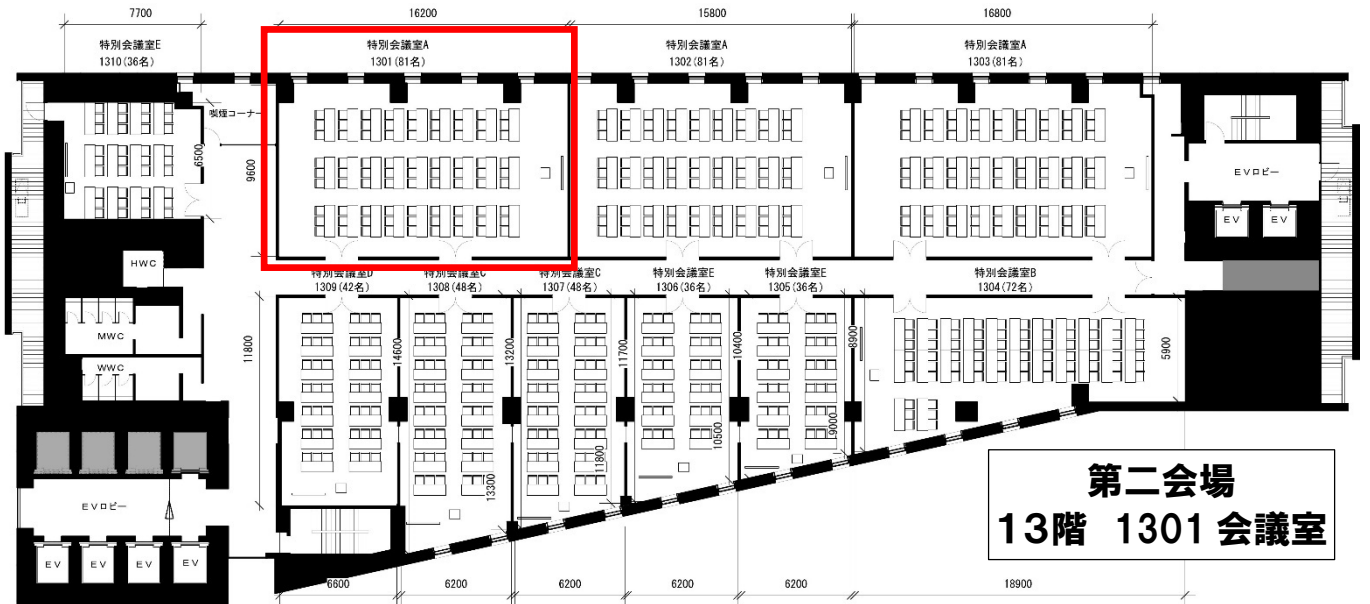 7700
16200
15800
16800
特別会議室E
1310(36名)
特別会議室A
1301(81名)
特別会議室A
1302(81名)
特別会議室A
1303(81名)
喫煙コーナー
6500
9600
EVロビー
EV
EV
HWC
MWC
WWC
特別会議室D
1309(42名)
特別会議室C
1308(48名)
特別会議室C
1307(48名)
特別会議室E
1306(36名)
特別会議室E
1305(36名)
特別会議室B
1304(72名)
11800
14600
13200
11700
10400
8900
5900
13300
11800
10500
9000
EVロビー
EV
EV
EV
EV
6600
6200
6200
6200
6200
18900
第二会場
13階 1301会議室